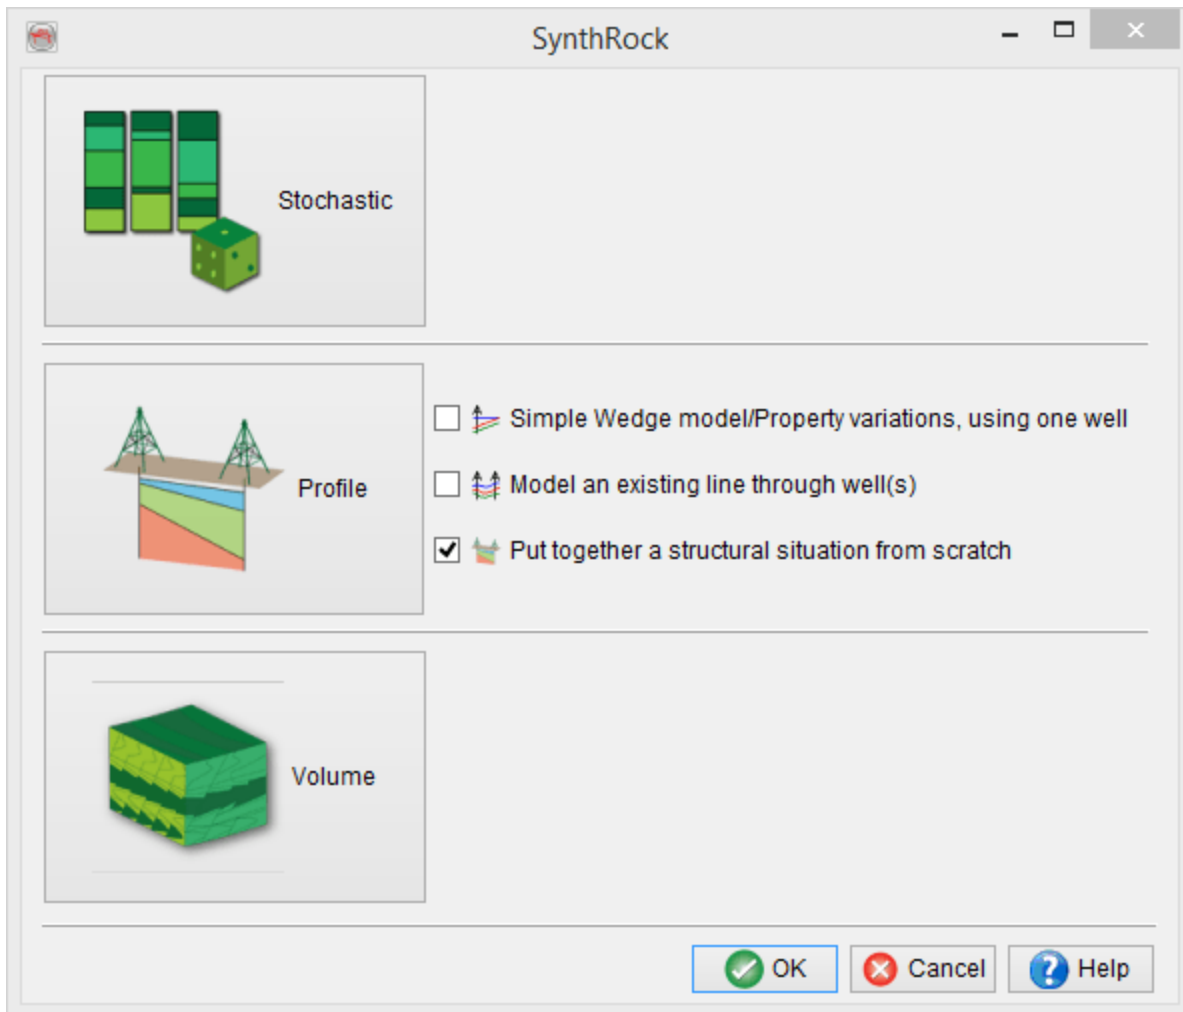 SynthRock
Stochastic
Profile
Simple Wedge model/Property variations, using one well
Model an existing line through well(s)
Put together a structural situation from scratch
Volume
OK
Cancel
Help